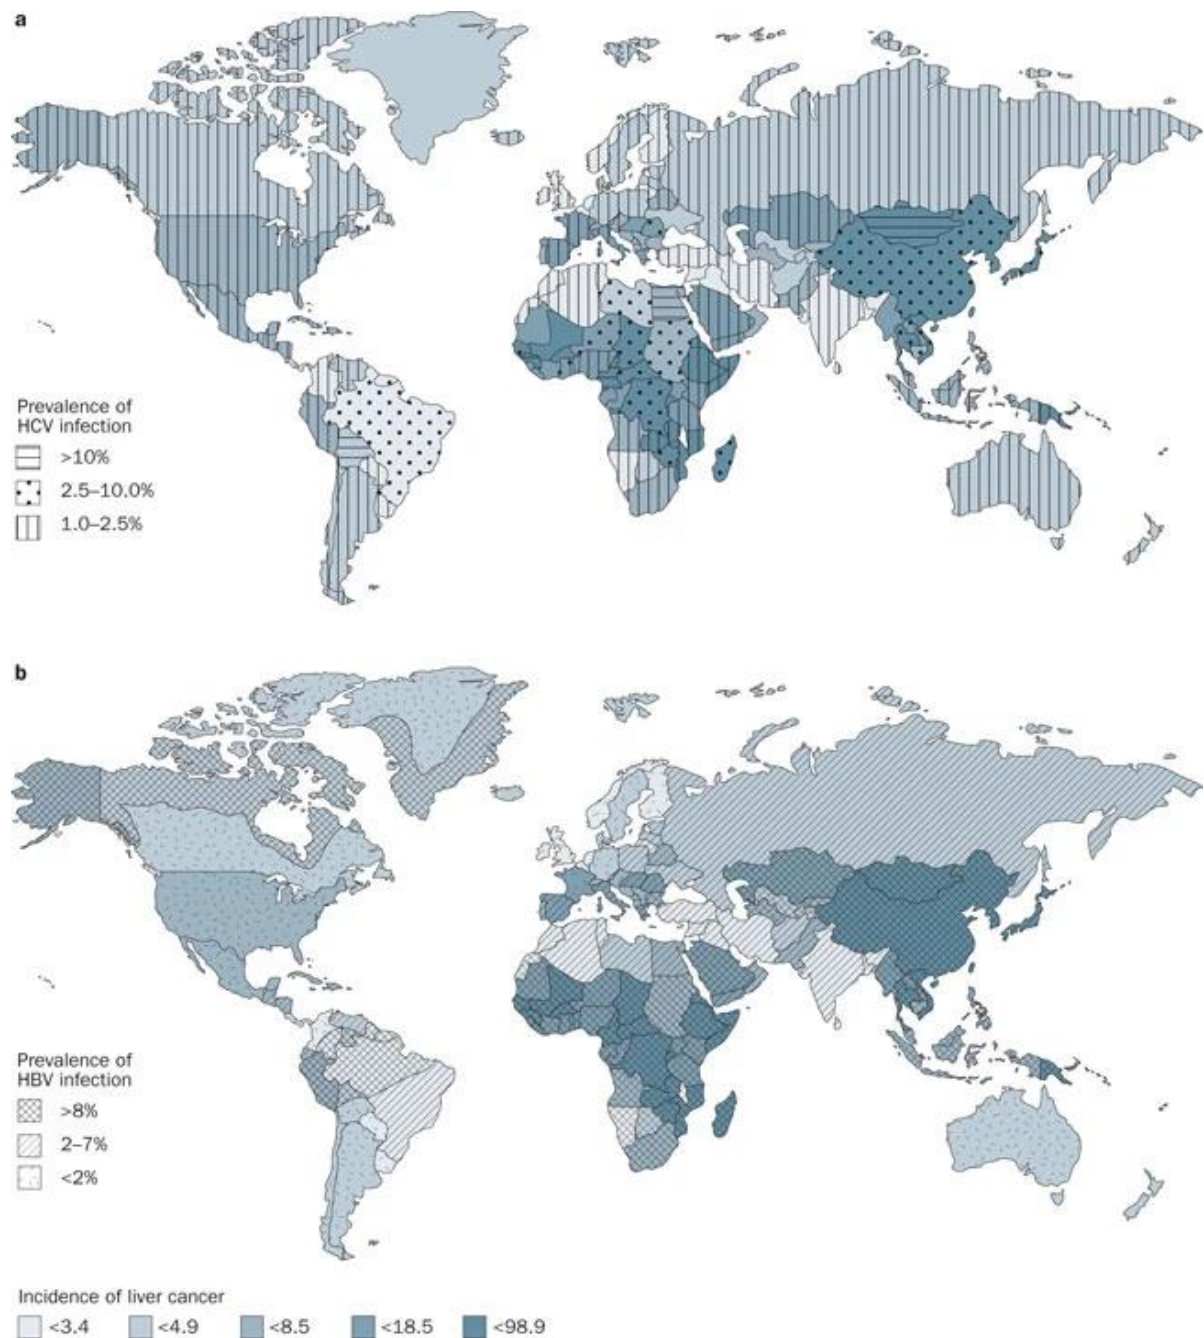 a
Prevalence of
HCV infection
>10%
2.5–10.0%
1.0–2.5%
b
Prevalence of
HBV infection
>8%
2–7%
<2%
Incidence of liver cancer
<3.4 <4.9 <8.5 <18.5 <98.9